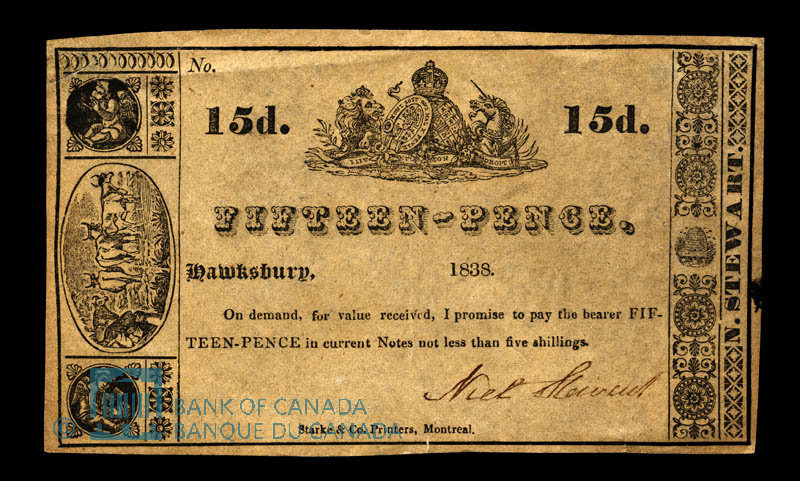 No.
15d. 15d.
FIFTEEN-PENCE,
Hawksbury, 1838.
On demand, for value received, I promise to pay the bearer FIF-
TEEN-PENCE in current Notes not less than five shillings.
Niel Stewart
Starke & Co. Printers, Montreal.
N. STEWART.
© BANK OF CANADA
BANQUE DU CANADA